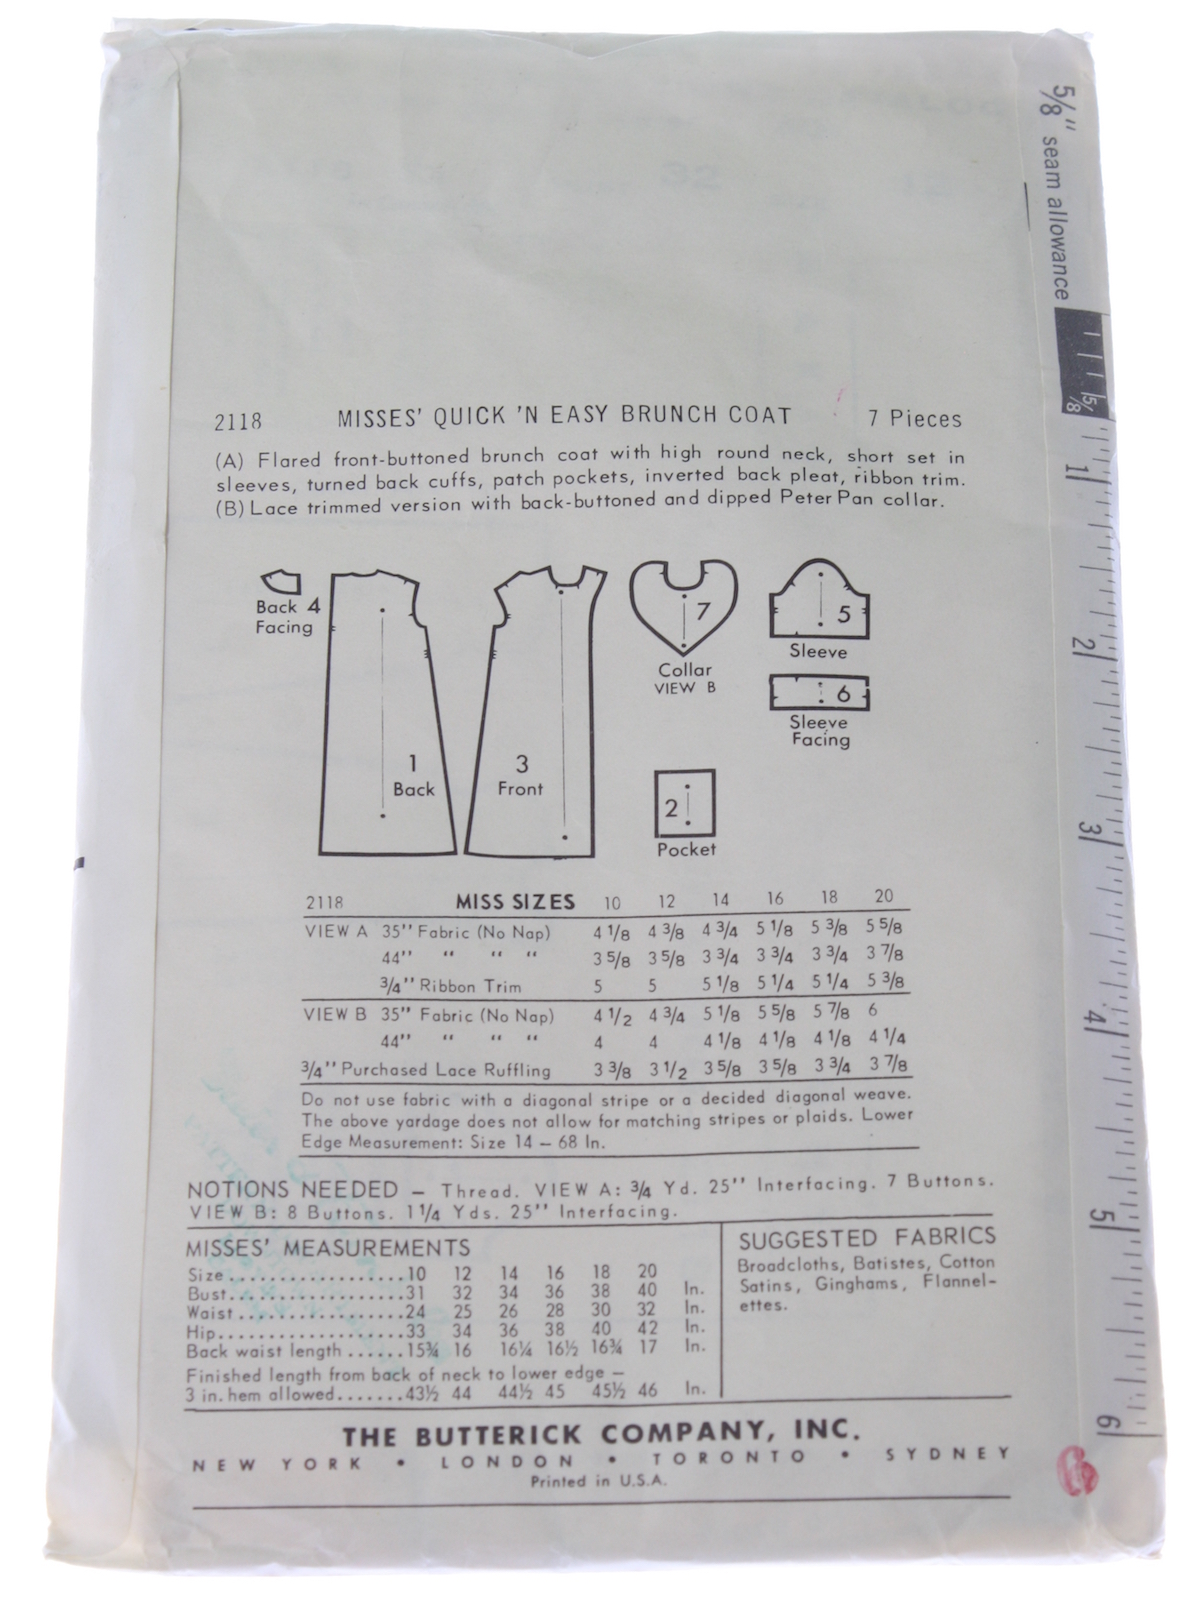 2118 MISSES' QUICK 'N EASY BRUNCH COAT 7 Pieces
(A) Flared front-buttoned brunch coat with high round neck, short set in
sleeves, turned back cuffs, patch pockets, inverted back pleat, ribbon trim.
(B) Lace trimmed version with back-buttoned and dipped Peter Pan collar.
Back 4
Facing
1
Back
3
Front
7
Collar
VIEW B
5
Sleeve
6
Sleeve
Facing
2
Pocket
2118 MISS SIZES 10 12 14 16 18 20
VIEW A 35" Fabric (No Nap) 4 1/8 4 3/8 4 3/4 5 1/8 5 3/8 5 5/8
44" " " " 3 5/8 3 5/8 3 3/4 3 3/4 3 3/4 3 7/8
3/4" Ribbon Trim 5 5 5 1/8 5 1/4 5 1/4 5 3/8
VIEW B 35" Fabric (No Nap) 4 1/2 4 3/4 5 1/8 5 5/8 5 7/8 6
44" " " " 4 4 4 1/8 4 1/8 4 1/8 4 1/4
3/4" Purchased Lace Ruffling 3 3/8 3 1/2 3 5/8 3 5/8 3 3/4 3 7/8
Do not use fabric with a diagonal stripe or a decided diagonal weave.
The above yardage does not allow for matching stripes or plaids. Lower
Edge Measurement: Size 14 – 68 In.
NOTIONS NEEDED – Thread. VIEW A: 3/4 Yd. 25" Interfacing. 7 Buttons.
VIEW B: 8 Buttons. 1 1/4 Yds. 25" Interfacing.
MISSES' MEASUREMENTS
Size...................10 12 14 16 18 20
Bust...................31 32 34 36 38 40 In.
Waist..................24 25 26 28 30 32 In.
Hip....................33 34 36 38 40 42 In.
Back waist length ......15¾ 16 16¼ 16½ 16¾ 17 In.
Finished length from back of neck to lower edge –
3 in. hem allowed.......43½ 44 44½ 45 45½ 46 In.
SUGGESTED FABRICS
Broadcloths, Batistes, Cotton
Satins, Ginghams, Flannel-
ettes.
THE BUTTERICK COMPANY, INC.
NEW YORK • LONDON • TORONTO • SYDNEY
Printed in U.S.A.
5/8" seam allowance
5/8
1
2
3
4
5
6